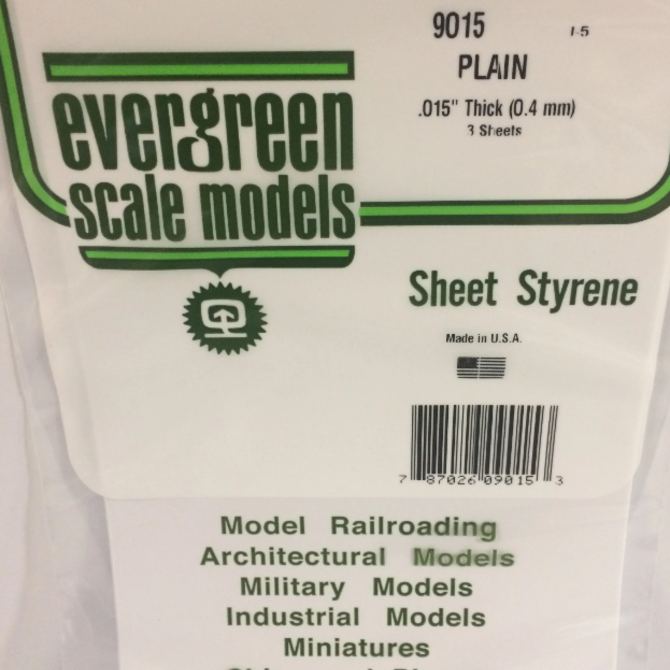 9015
1-5
PLAIN
.015" Thick (0.4 mm)
3 Sheets
evergreen
scale models
Sheet Styrene
Made in U.S.A.
7 87026 09015 3
Model Railroading
Architectural Models
Military Models
Industrial Models
Miniatures